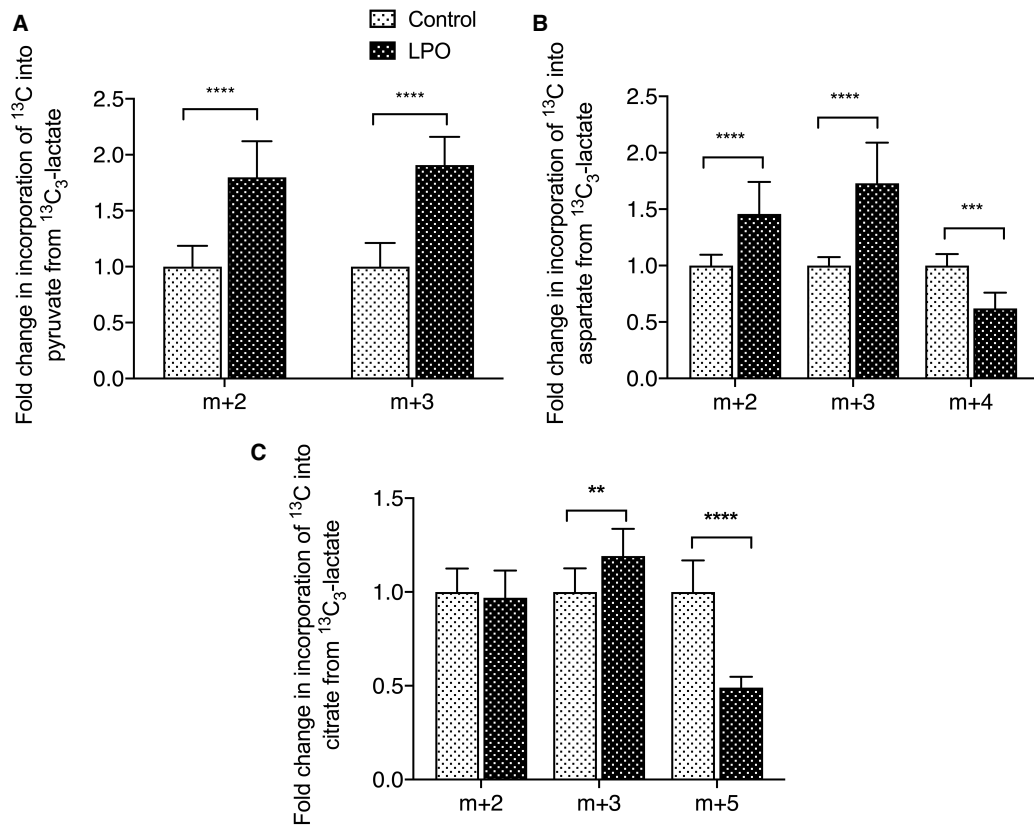 A
Control
LPO
Fold change in incorporation of ¹³C into
pyruvate from ¹³C₃-lactate
2.5
2.0
1.5
1.0
0.5
0.0
****
****
m+2
m+3
B
Fold change in incorporation of ¹³C into
aspartate from ¹³C₃-lactate
2.5
2.0
1.5
1.0
0.5
0.0
****
****
***
m+2
m+3
m+4
C
Fold change in incorporation of ¹³C into
citrate from ¹³C₃-lactate
1.5
1.0
0.5
0.0
**
****
m+2
m+3
m+5